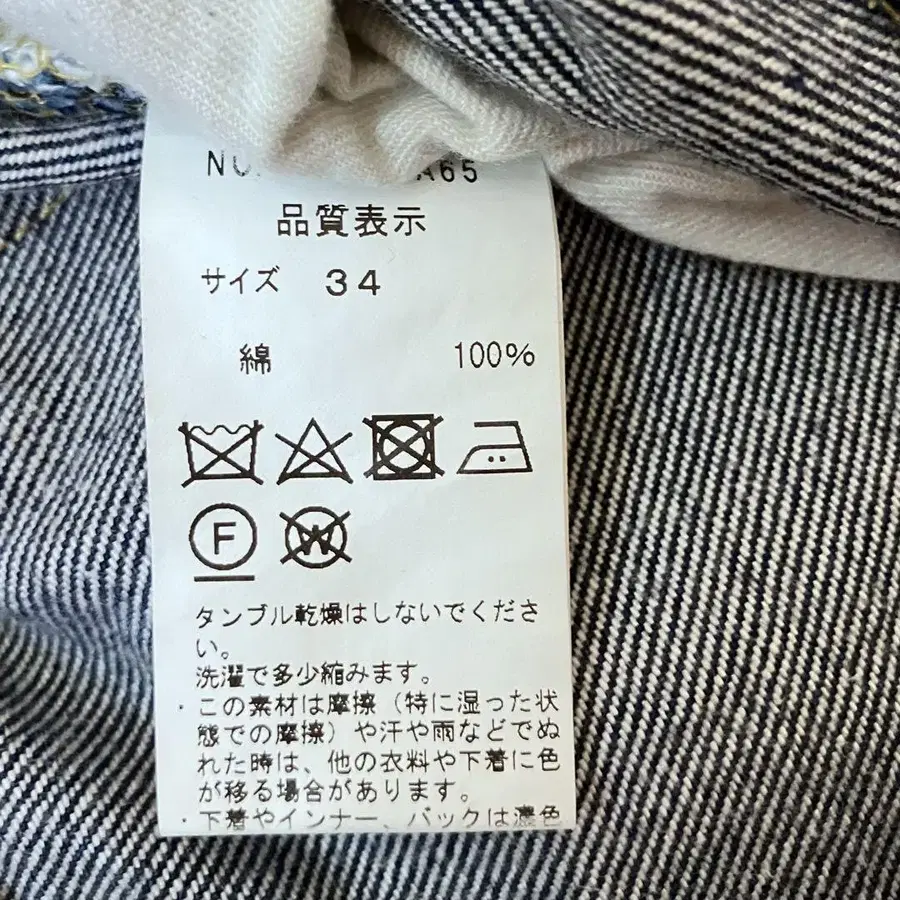 A65
品質表示
サイズ 34
綿 100%
F
W
タンブル乾燥はしないでくださ
い。
洗濯で多少縮みます。
・この素材は摩擦（特に湿った状
態での摩擦）や汗や雨などでぬ
れた時は、他の衣料や下着に色
が移る場合があります。
・下着やインナー、バックは濃色